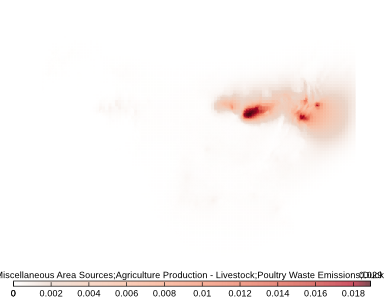 Miscellaneous Area Sources;Agriculture Production - Livestock;Poultry Waste Emissions;
0 0.002 0.004 0.006 0.008 0.01 0.012 0.014 0.016 0.018